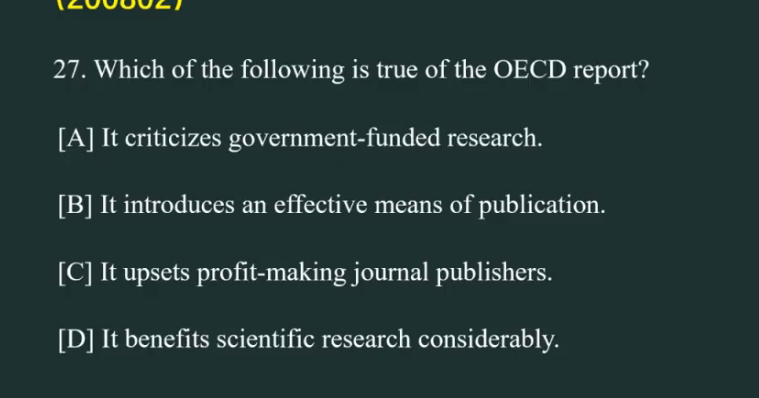 (200802)
27. Which of the following is true of the OECD report?
[A] It criticizes government-funded research.
[B] It introduces an effective means of publication.
[C] It upsets profit-making journal publishers.
[D] It benefits scientific research considerably.